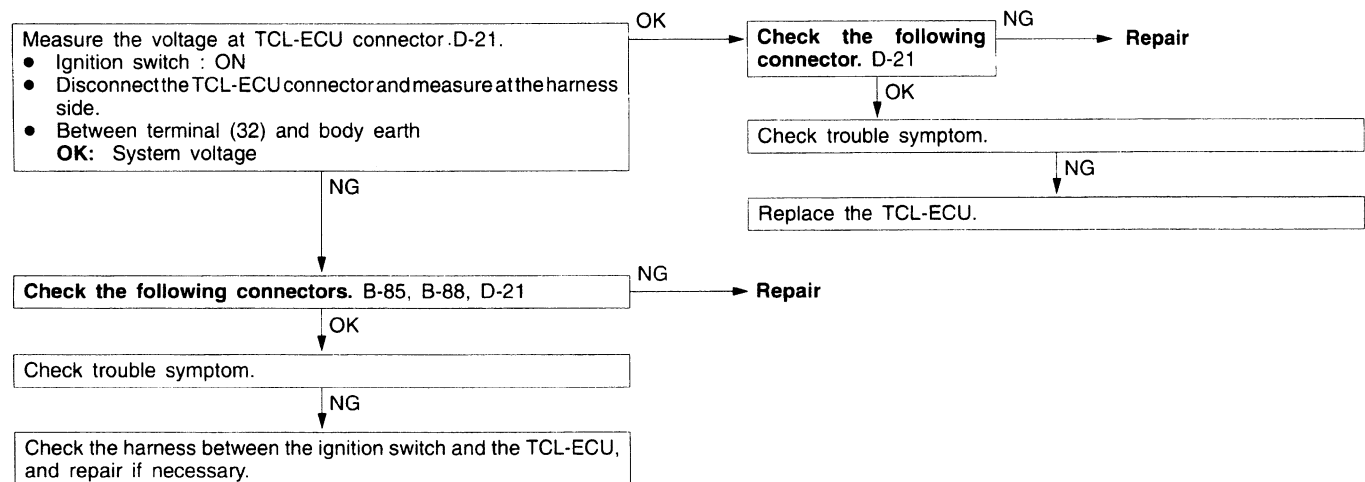 Measure the voltage at TCL-ECU connector D-21.
● Ignition switch : ON
● Disconnect the TCL-ECU connector and measure at the harness
side.
● Between terminal (32) and body earth
OK: System voltage
OK
Check the following
connector. D-21
NG
Repair
OK
Check trouble symptom.
NG
Replace the TCL-ECU.
NG
Check the following connectors. B-85, B-88, D-21
NG
Repair
OK
Check trouble symptom.
NG
Check the harness between the ignition switch and the TCL-ECU,
and repair if necessary.